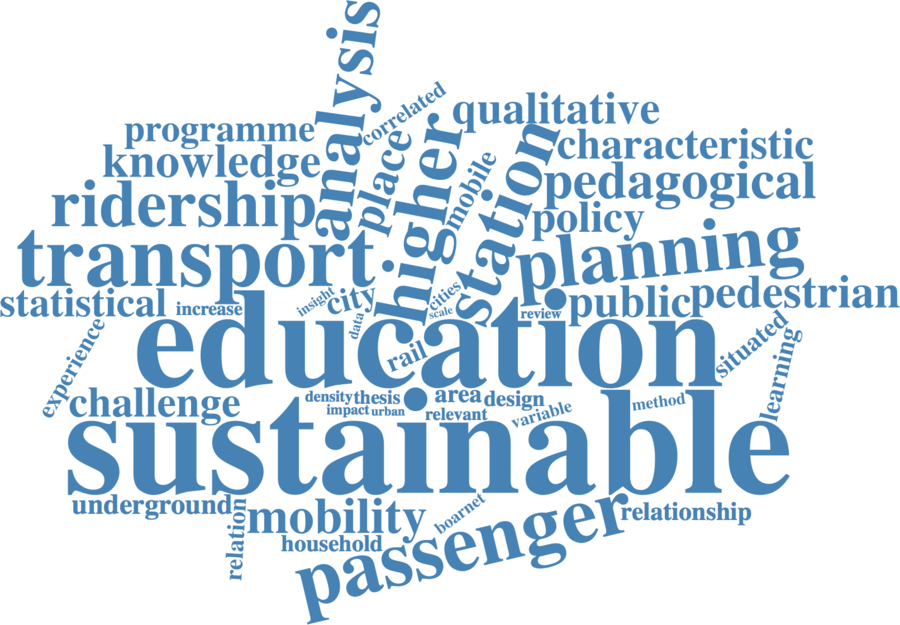 analysis
correlated
qualitative
programme
place
higher
characteristic
knowledge
mobile
station
pedagogical
ridership
policy
transport
planning
statistical
increase
insight
city
data
cities
scale
review
public
pedestrian
education
rail
situated
experience
learning
challenge
density
thesis
area
design
impact
urban
relevant
variable
method
sustainable
underground
relation
mobility
boarnet
relationship
household
passenger